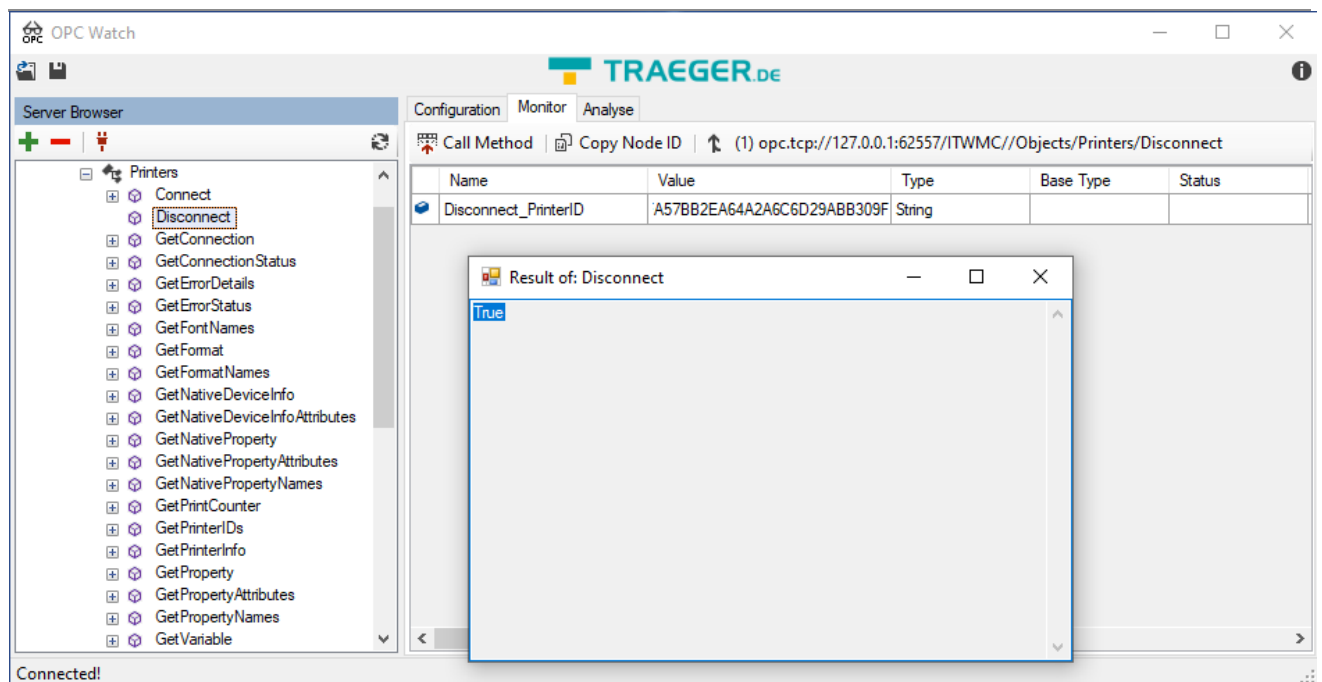 OPC Watch
TRAEGER.DE
Server Browser
Configuration Monitor Analyse
Call Method Copy Node ID (1) opc.tcp://127.0.0.1:62557/ITWMC//Objects/Printers/Disconnect
Printers
Connect
Disconnect
GetConnection
GetConnectionStatus
GetErrorDetails
GetErrorStatus
GetFontNames
GetFormat
GetFormatNames
GetNativeDeviceInfo
GetNativeDeviceInfoAttributes
GetNativeProperty
GetNativePropertyAttributes
GetNativePropertyNames
GetPrintCounter
GetPrinterIDs
GetPrinterInfo
GetProperty
GetPropertyAttributes
GetPropertyNames
GetVariable
Name Value Type Base Type Status
Disconnect_PrinterID A57BB2EA64A2A6C6D29ABB309F String
Result of: Disconnect
True
Connected!